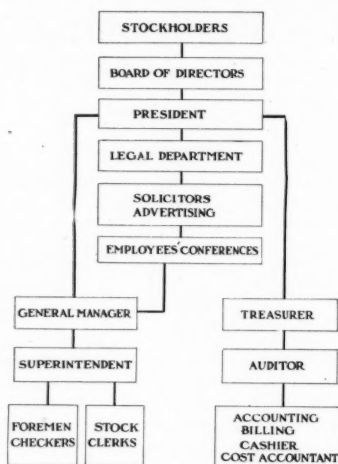 STOCKHOLDERS
BOARD OF DIRECTORS
PRESIDENT
LEGAL DEPARTMENT
SOLICITORS
ADVERTISING
EMPLOYEES' CONFERENCES
GENERAL MANAGER
TREASURER
SUPERINTENDENT
AUDITOR
FOREMEN
CHECKERS
STOCK
CLERKS
ACCOUNTING
BILLING
CASHIER
COST ACCOUNTANT